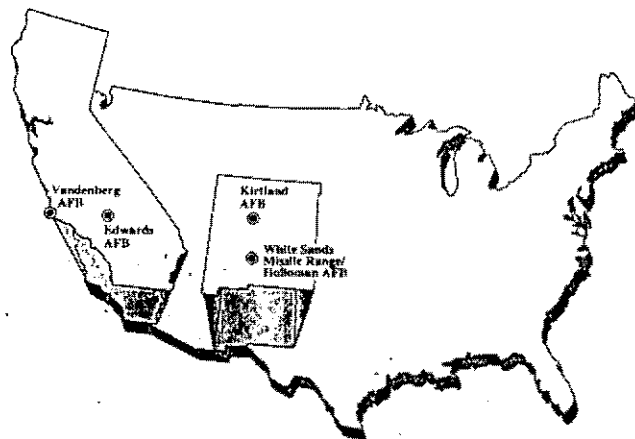 Vandenberg
AFB
Edwards
AFB
Kirtland
AFB
White Sands
Missile Range/
Holloman AFB